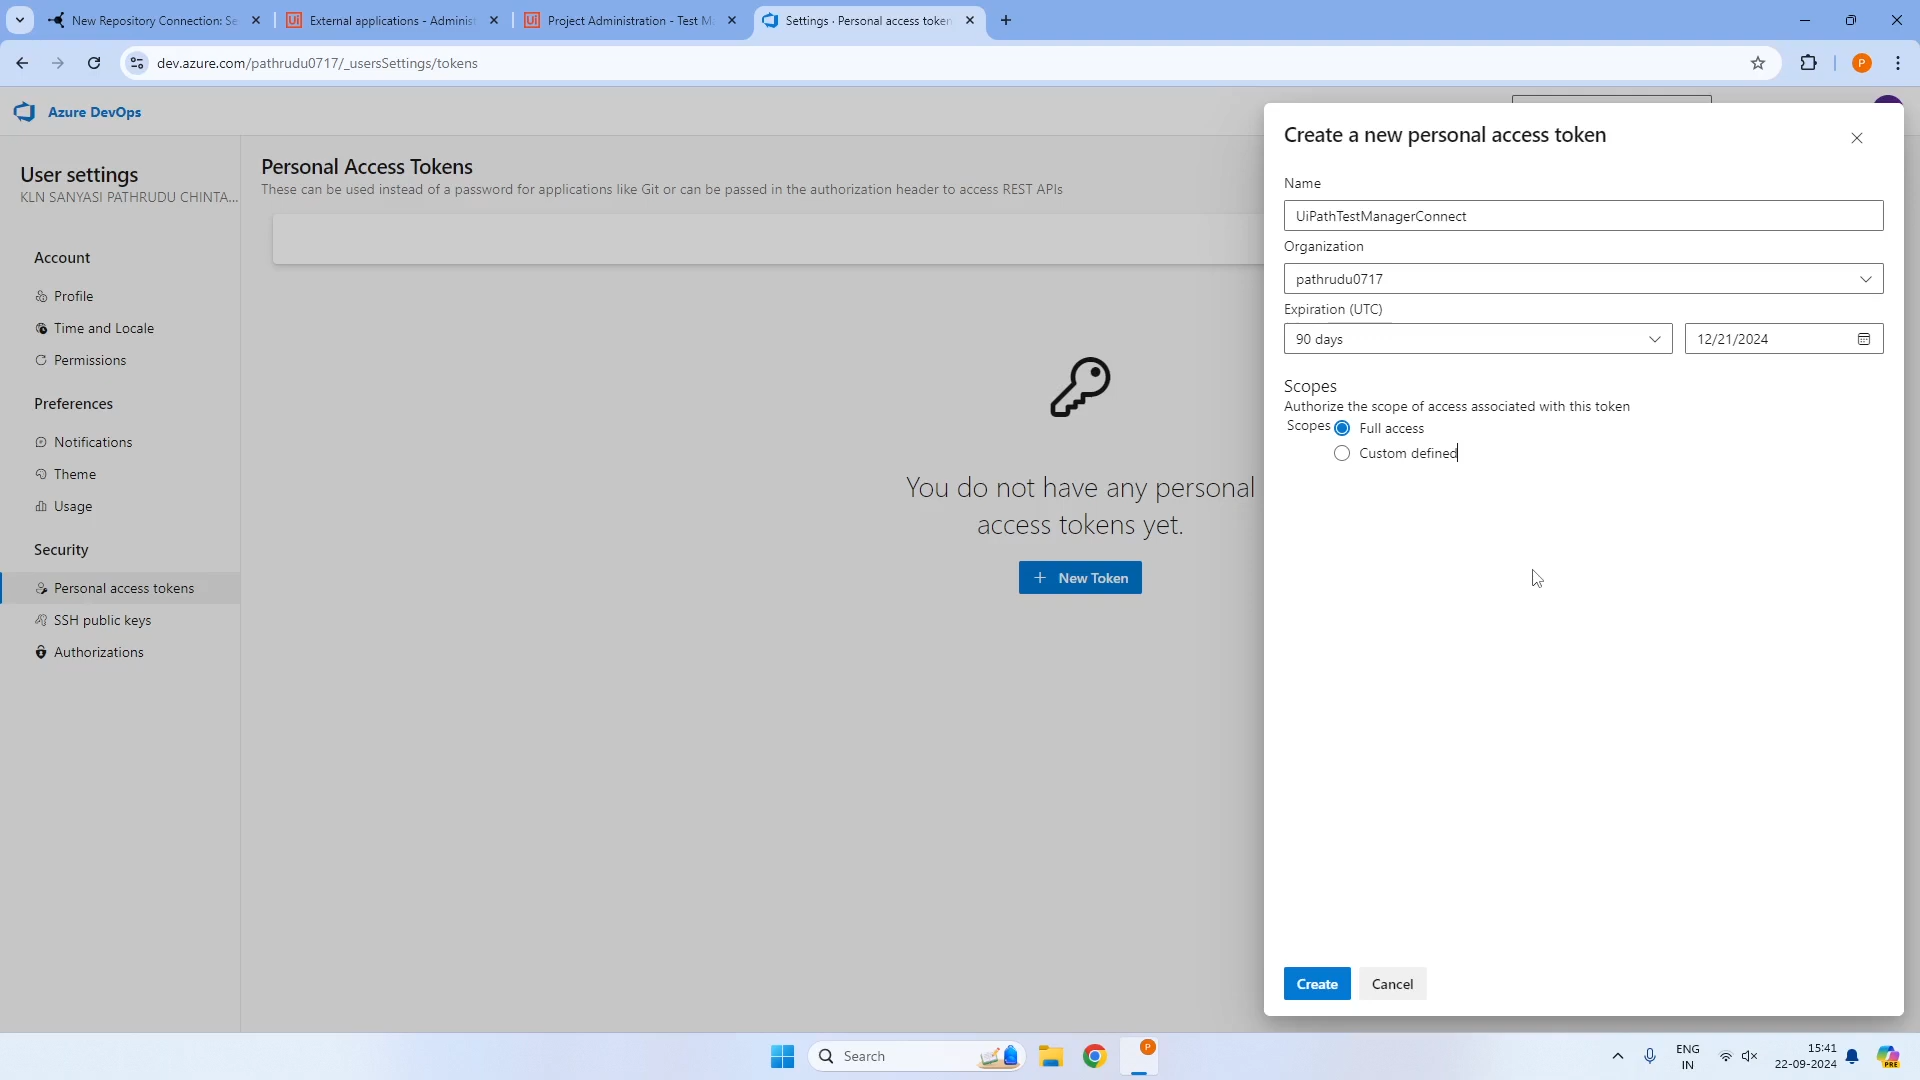 New Repository Connection: Se
External applications - Administ
Project Administration - Test Ma
Settings · Personal access token
dev.azure.com/pathrudu0717/_usersSettings/tokens
P
Azure DevOps
User settings
KLN SANYASI PATHRUDU CHINTA...
Account
Profile
Time and Locale
Permissions
Preferences
Notifications
Theme
Usage
Security
Personal access tokens
SSH public keys
Authorizations
Personal Access Tokens
These can be used instead of a password for applications like Git or can be passed in the authorization header to access REST APIs
You do not have any personal
access tokens yet.
+ New Token
Create a new personal access token
Name
UiPathTestManagerConnect
Organization
pathrudu0717
Expiration (UTC)
90 days
12/21/2024
Scopes
Authorize the scope of access associated with this token
Scopes
Full access
Custom defined
Create
Cancel
Search
P
ENG
IN
15:41
22-09-2024
PRE